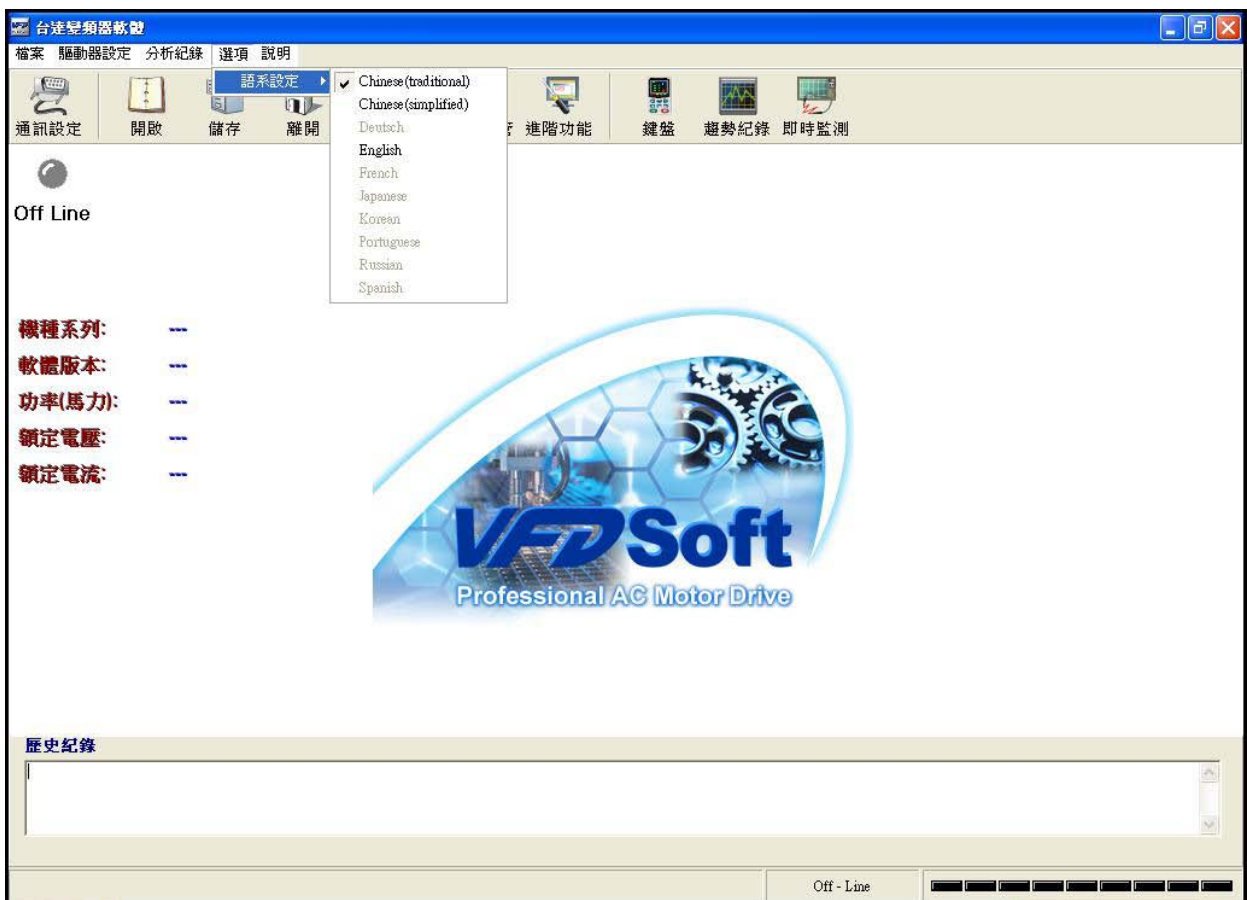 台達變頻器軟體
檔案 驅動器設定 分析紀錄 選項 說明
語系設定
Chinese(traditional)
Chinese(simplified)
Deutsch
English
French
Japanese
Korean
Portuguese
Russian
Spanish
通訊設定 開啟 儲存 離開 進階功能 鍵盤 趨勢紀錄 即時監測
Off Line
機種系列: ---
軟體版本: ---
功率(馬力): ---
額定電壓: ---
額定電流: ---
VFDSoft
Professional AC Motor Drive
歷史紀錄
Off - Line